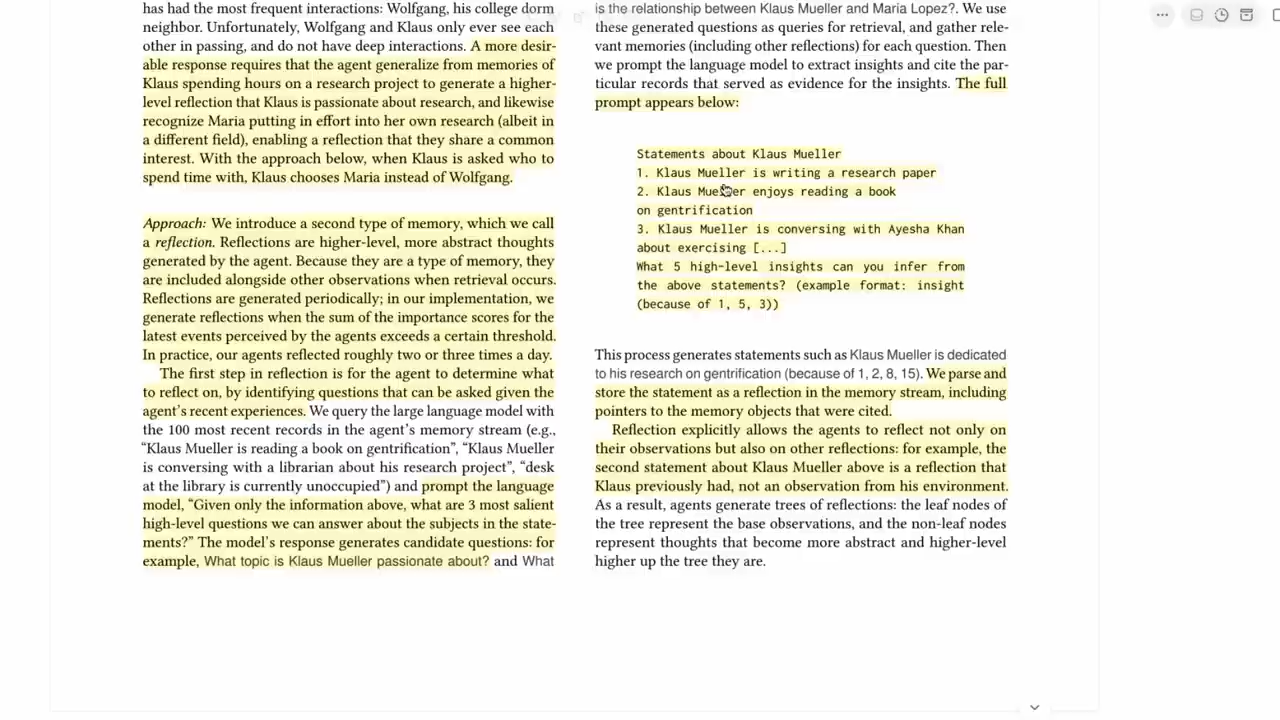 has had the most frequent interactions: Wolfgang, his college dorm
neighbor. Unfortunately, Wolfgang and Klaus only ever see each
other in passing, and do not have deep interactions. A more desir-
able response requires that the agent generalize from memories of
Klaus spending hours on a research project to generate a higher-
level reflection that Klaus is passionate about research, and likewise
recognize Maria putting in effort into her own research (albeit in
a different field), enabling a reflection that they share a common
interest. With the approach below, when Klaus is asked who to
spend time with, Klaus chooses Maria instead of Wolfgang.
Approach: We introduce a second type of memory, which we call
a reflection. Reflections are higher-level, more abstract thoughts
generated by the agent. Because they are a type of memory, they
are included alongside other observations when retrieval occurs.
Reflections are generated periodically; in our implementation, we
generate reflections when the sum of the importance scores for the
latest events perceived by the agents exceeds a certain threshold.
In practice, our agents reflected roughly two or three times a day.
The first step in reflection is for the agent to determine what
to reflect on, by identifying questions that can be asked given the
agent's recent experiences. We query the large language model with
the 100 most recent records in the agent's memory stream (e.g.,
“Klaus Mueller is reading a book on gentrification”, “Klaus Mueller
is conversing with a librarian about his research project”, “desk
at the library is currently unoccupied”) and prompt the language
model, “Given only the information above, what are 3 most salient
high-level questions we can answer about the subjects in the state-
ments?” The model's response generates candidate questions: for
example, What topic is Klaus Mueller passionate about? and What
is the relationship between Klaus Mueller and Maria Lopez?. We use
these generated questions as queries for retrieval, and gather rele-
vant memories (including other reflections) for each question. Then
we prompt the language model to extract insights and cite the par-
ticular records that served as evidence for the insights. The full
prompt appears below:
Statements about Klaus Mueller
1. Klaus Mueller is writing a research paper
2. Klaus Mueller enjoys reading a book
on gentrification
3. Klaus Mueller is conversing with Ayesha Khan
about exercising [...]
What 5 high-level insights can you infer from
the above statements? (example format: insight
(because of 1, 5, 3))
This process generates statements such as Klaus Mueller is dedicated
to his research on gentrification (because of 1, 2, 8, 15). We parse and
store the statement as a reflection in the memory stream, including
pointers to the memory objects that were cited.
Reflection explicitly allows the agents to reflect not only on
their observations but also on other reflections: for example, the
second statement about Klaus Mueller above is a reflection that
Klaus previously had, not an observation from his environment.
As a result, agents generate trees of reflections: the leaf nodes of
the tree represent the base observations, and the non-leaf nodes
represent thoughts that become more abstract and higher-level
higher up the tree they are.